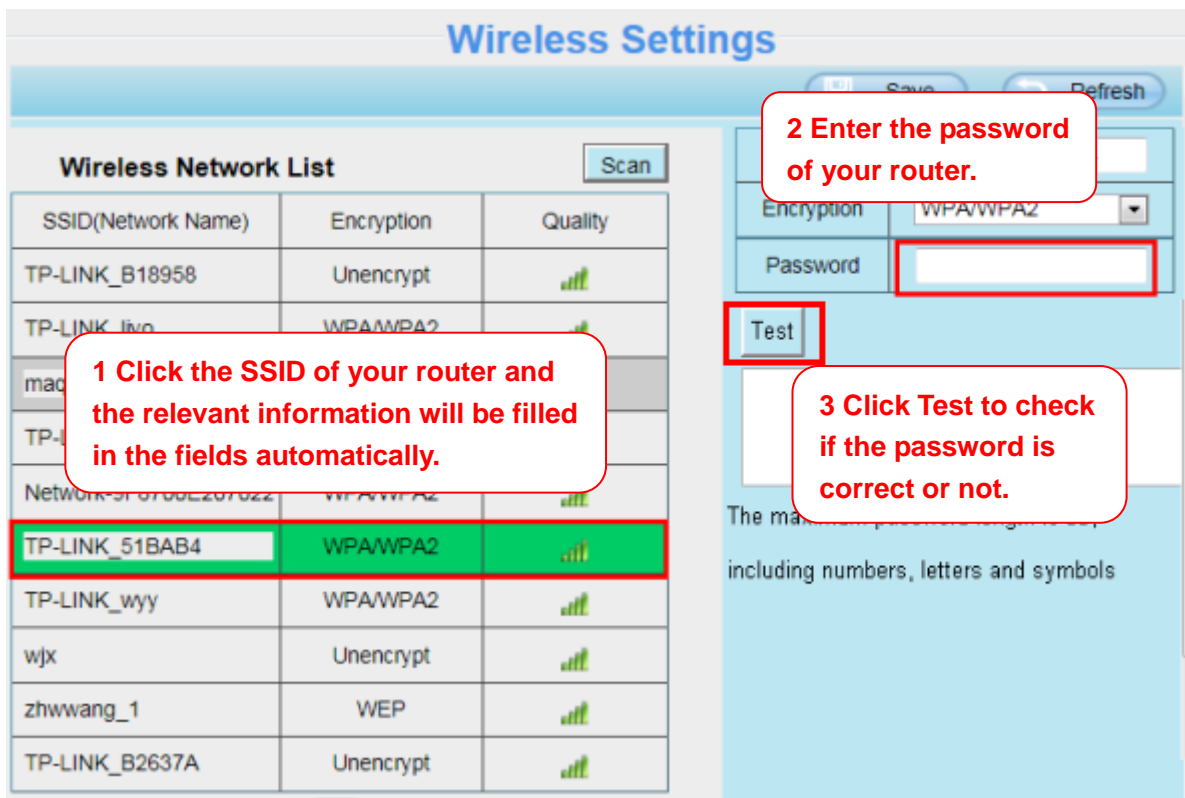 Wireless Settings
Save Refresh
2 Enter the password
of your router.
Wireless Network List Scan
SSID(Network Name) Encryption Quality
Encryption WPA/WPA2
TP-LINK_B18958 Unencrypt
Password
TP-LINK WPA/WPA2
Test
1 Click the SSID of your router and
the relevant information will be filled
in the fields automatically.
3 Click Test to check
if the password is
correct or not.
WPA/WPA2
The maximum password length is
TP-LINK_51BAB4 WPA/WPA2
including numbers, letters and symbols
TP-LINK_wyy WPA/WPA2
wjx Unencrypt
zhwwang_1 WEP
TP-LINK_B2637A Unencrypt